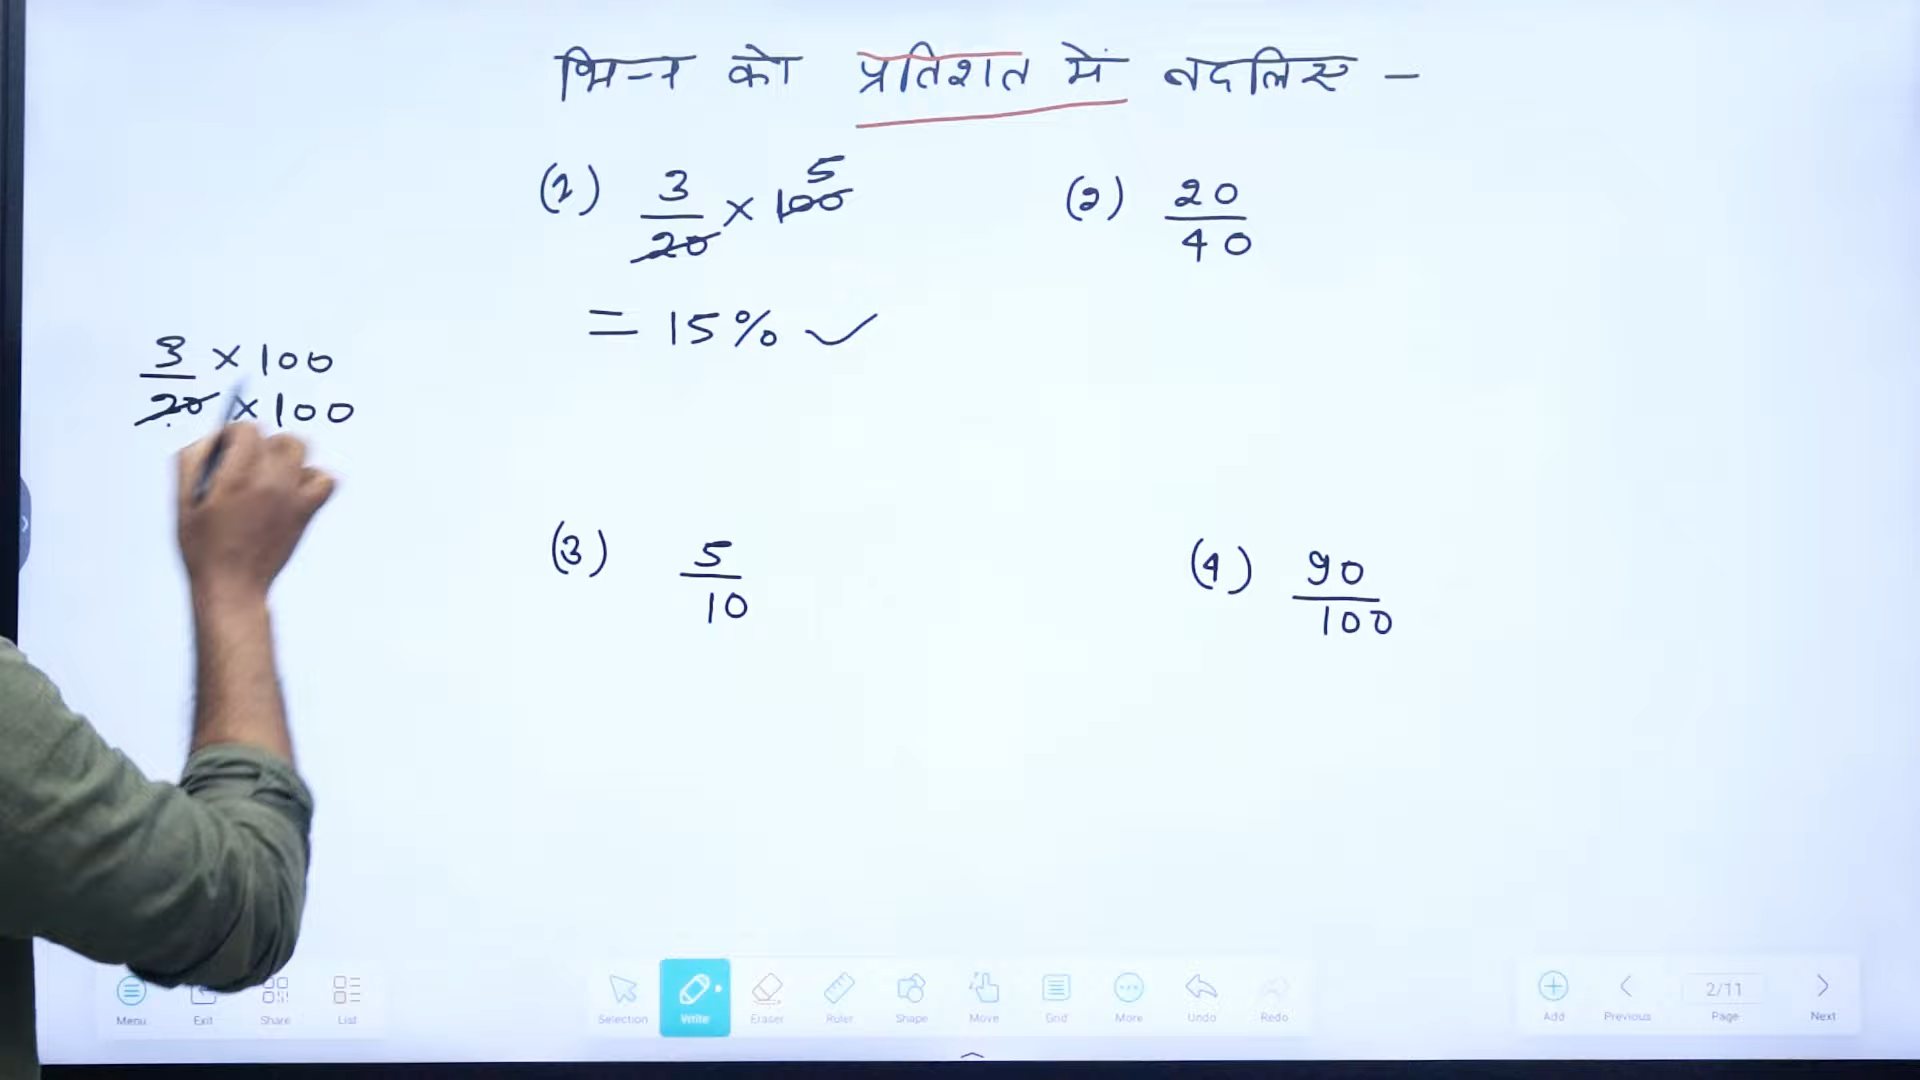 भिन्न को प्रतिशत में बदलिए -
(1) 3/20 × 100 5
= 15% ✓
(2) 20/40
3 × 100
20 × 100
(3) 5/10
(4) 90/100
Menu Exit Share List Selection Write Eraser Ruler Shape Move Grid More Undo Redo Add Previous 2/11 Page Next